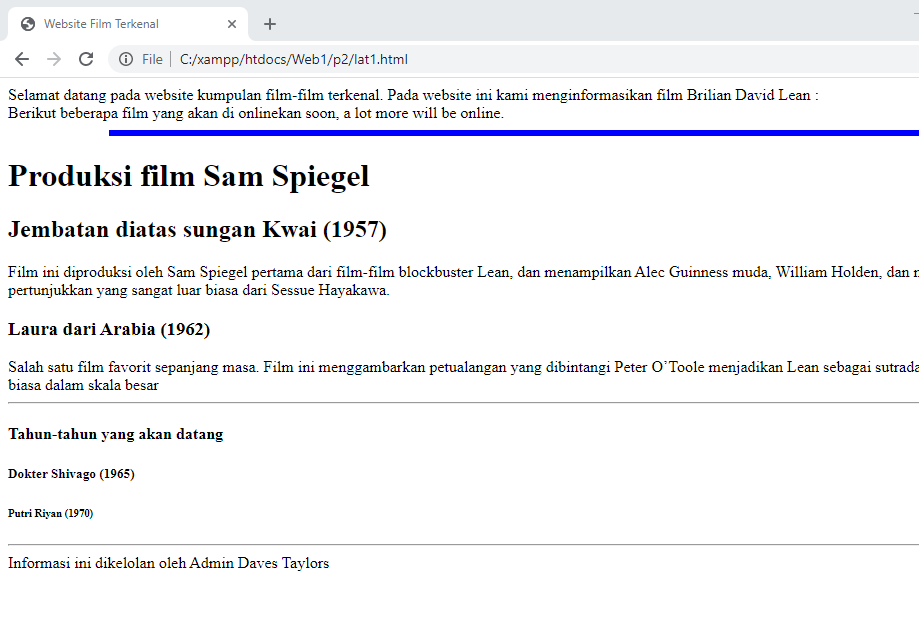 Website Film Terkenal
File C:/xampp/htdocs/Web1/p2/lat1.html
Selamat datang pada website kumpulan film-film terkenal. Pada website ini kami menginformasikan film Brilian David Lean :
Berikut beberapa film yang akan di onlinekan soon, a lot more will be online.
Produksi film Sam Spiegel
Jembatan diatas sungan Kwai (1957)
Film ini diproduksi oleh Sam Spiegel pertama dari film-film blockbuster Lean, dan menampilkan Alec Guinness muda, William Holden, dan
pertunjukkan yang sangat luar biasa dari Sessue Hayakawa.
Laura dari Arabia (1962)
Salah satu film favorit sepanjang masa. Film ini menggambarkan petualangan yang dibintangi Peter O’Toole menjadikan Lean sebagai sutrada
biasa dalam skala besar
Tahun-tahun yang akan datang
Dokter Shivago (1965)
Putri Riyan (1970)
Informasi ini dikelolan oleh Admin Daves Taylors